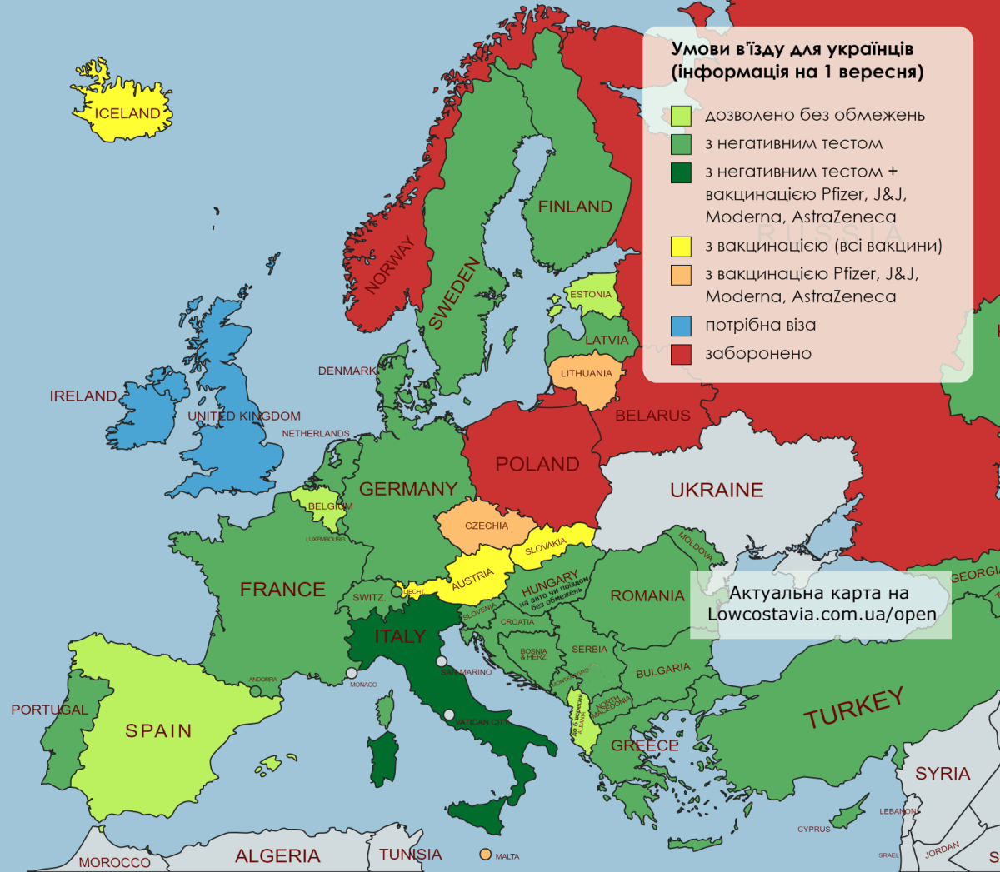 Умови в'їзду для українців
(інформація на 1 вересня)
дозволено без обмежень
з негативним тестом
з негативним тестом +
вакцинацією Pfizer, J&J,
Moderna, AstraZeneca
RUSSIA
з вакцинацією (всі вакцини)
з вакцинацією Pfizer, J&J,
Moderna, AstraZeneca
потрібна віза
заборонено
ICELAND
FINLAND
NORWAY
SWEDEN
ESTONIA
LATVIA
DENMARK
LITHUANIA
IRELAND
UNITED KINGDOM
BELARUS
NETHERLANDS
POLAND
GERMANY
UKRAINE
BELGIUM
CZECHIA
LUXEMBOURG
SLOVAKIA
MOLDOVA
AUSTRIA
HUNGARY
на авто чи поїздом
без обмежень
GEORGIA
FRANCE
LIECHT.
SWITZ.
ROMANIA
Актуальна карта на
Lowcostavia.com.ua/open
SLOVENIA
CROATIA
ITALY
SERBIA
BOSNIA
& HERZ.
SAN MARINO
BULGARIA
MONTENEGRO
ANDORRA
MONACO
NORTH
MACEDONIA
TURKEY
PORTUGAL
SPAIN
VATICAN CITY
до 6 вересня
ALBANIA
GREECE
SYRIA
LEBANON
CYPRUS
MOROCCO
ALGERIA
TUNISIA
MALTA
ISRAEL
JORDAN
S